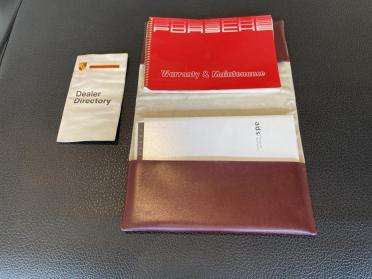 PORSCHE
Warranty & Maintenance
Dealer
Directory
ads